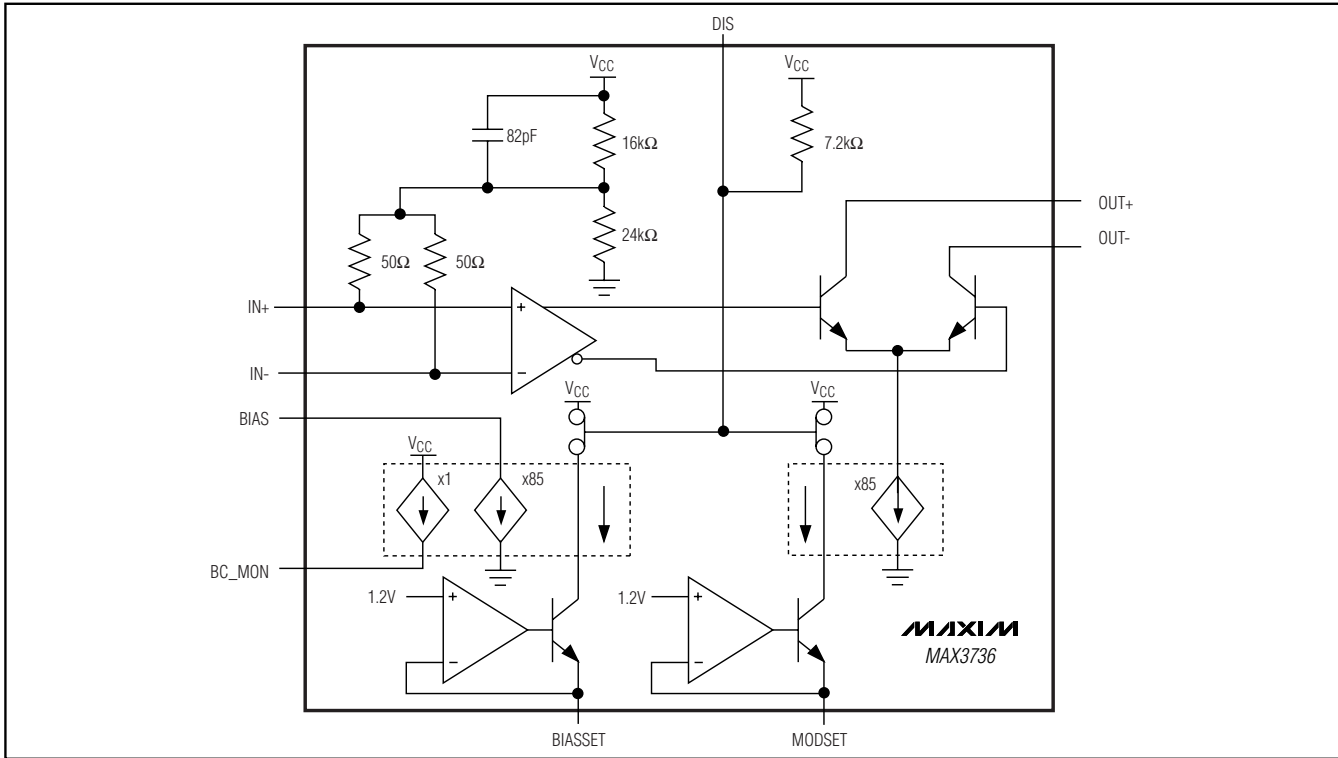 DIS
VCC
VCC
82pF
16kΩ
7.2kΩ
OUT+
24kΩ
OUT-
50Ω
50Ω
IN+
+
IN-
−
VCC
VCC
BIAS
VCC
x1
x85
x85
BC_MON
1.2V
+
1.2V
+
MAXIM
−
−
MAX3736
BIASSET
MODSET